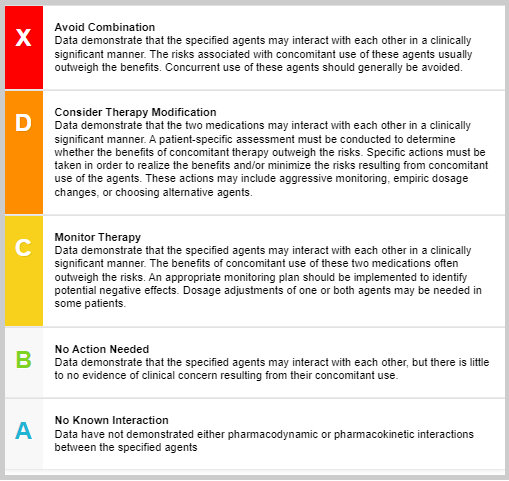 X
Avoid Combination
Data demonstrate that the specified agents may interact with each other in a clinically
significant manner. The risks associated with concomitant use of these agents usually
outweigh the benefits. Concurrent use of these agents should generally be avoided.
D
Consider Therapy Modification
Data demonstrate that the two medications may interact with each other in a clinically
significant manner. A patient-specific assessment must be conducted to determine
whether the benefits of concomitant therapy outweigh the risks. Specific actions must be
taken in order to realize the benefits and/or minimize the risks resulting from concomitant
use of the agents. These actions may include aggressive monitoring, empiric dosage
changes, or choosing alternative agents.
C
Monitor Therapy
Data demonstrate that the specified agents may interact with each other in a clinically
significant manner. The benefits of concomitant use of these two medications often
outweigh the risks. An appropriate monitoring plan should be implemented to identify
potential negative effects. Dosage adjustments of one or both agents may be needed in
some patients.
B
No Action Needed
Data demonstrate that the specified agents may interact with each other, but there is little
to no evidence of clinical concern resulting from their concomitant use.
A
No Known Interaction
Data have not demonstrated either pharmacodynamic or pharmacokinetic interactions
between the specified agents